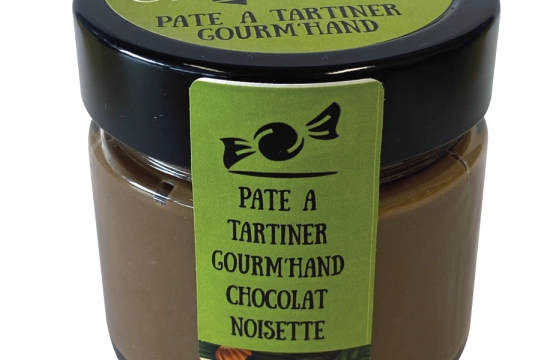 PATE A TARTINER
GOURM'HAND
PATE A
TARTINER
GOURM'HAND
CHOCOLAT
NOISETTE